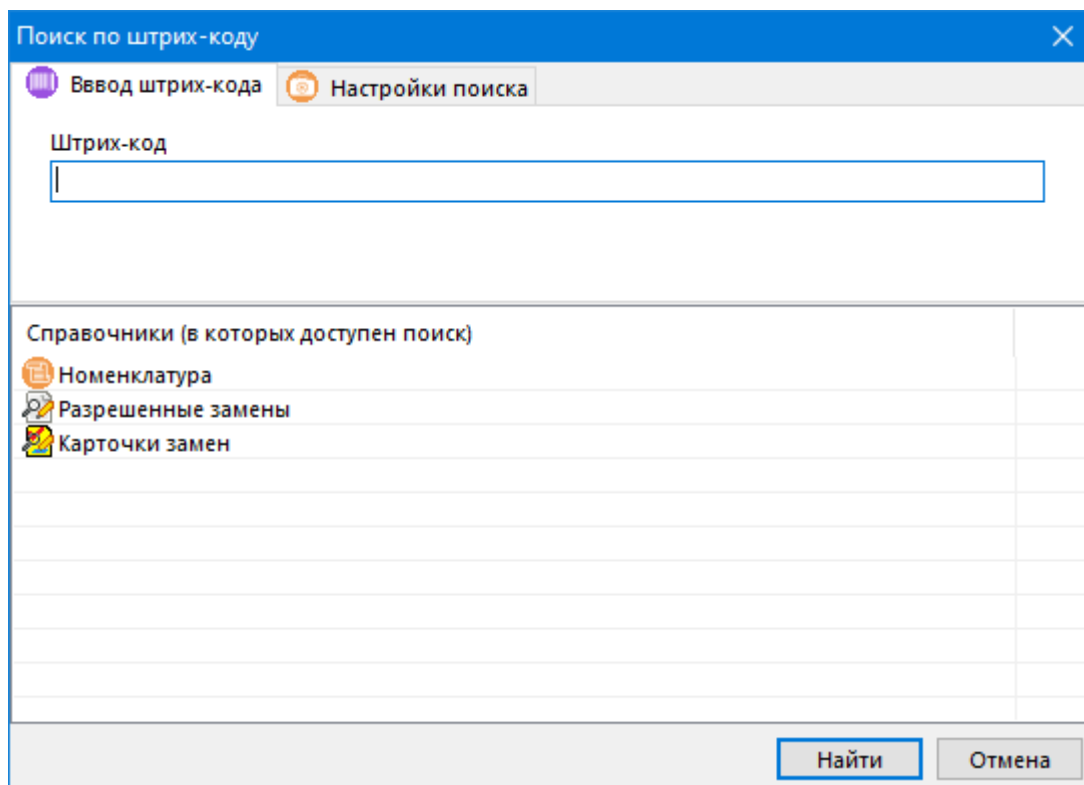 Поиск по штрих-коду
Вввод штрих-кода
Настройки поиска
Штрих-код
Справочники (в которых доступен поиск)
Номенклатура
Разрешенные замены
Карточки замен
Найти
Отмена